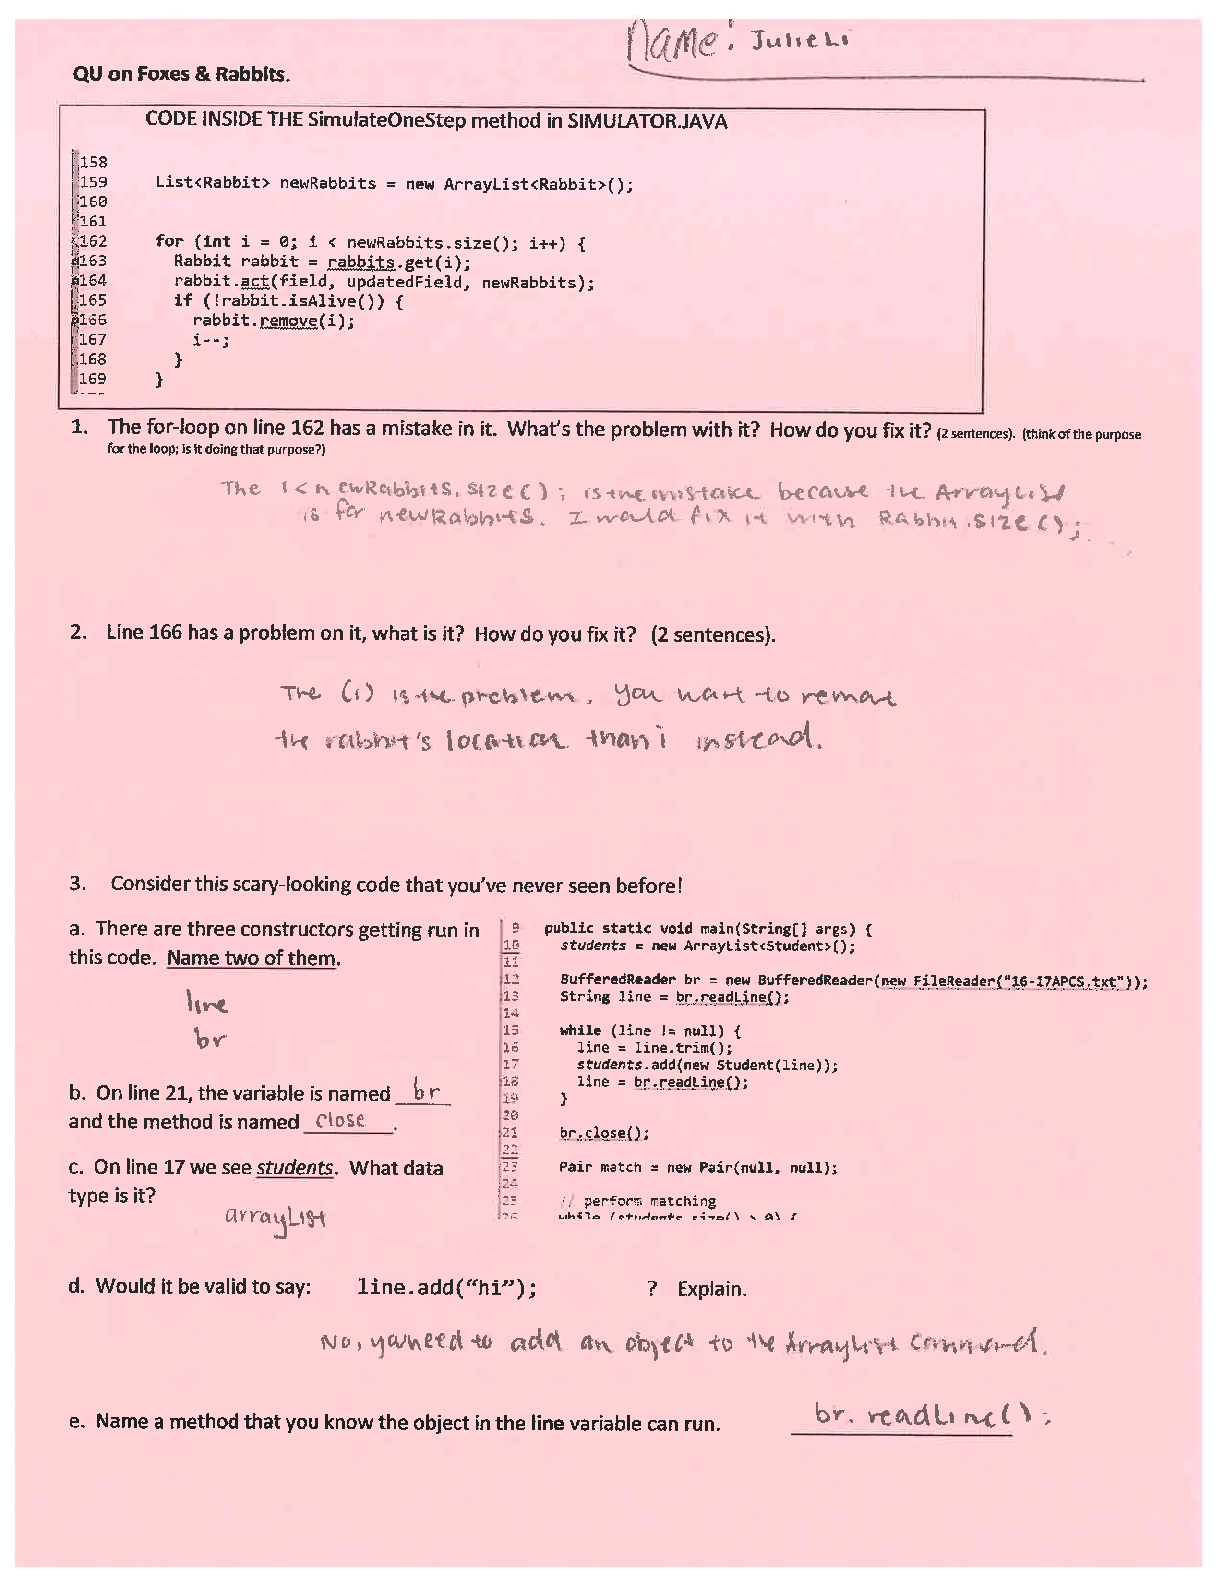 Name: Julie Li
QU on Foxes & Rabbits.
CODE INSIDE THE SimulateOneStep method in SIMULATOR.JAVA
158
159 List<Rabbit> newRabbits = new ArrayList<Rabbit>();
160
161
162 for (int i = 0; i < newRabbits.size(); i++) {
163 Rabbit rabbit = rabbits.get(i);
164 rabbit.act(field, updatedField, newRabbits);
165 if (!rabbit.isAlive()) {
166 rabbit.remove(i);
167 i--;
168 }
169 }
1. The for-loop on line 162 has a mistake in it. What's the problem with it? How do you fix it? (2 sentences). (think of the purpose
for the loop; is it doing that purpose?)
The i < newRabbits.size(); is the mistake because the ArrayList
is for newRabbits. I would fix it with Rabbit.size();
2. Line 166 has a problem on it, what is it? How do you fix it? (2 sentences).
The (i) is the problem. You want to remove
the rabbit's location than i instead.
3. Consider this scary-looking code that you've never seen before!
a. There are three constructors getting run in
this code. Name two of them.
line
br
b. On line 21, the variable is named br
and the method is named close.
c. On line 17 we see students. What data
type is it?
arrayList
9 public static void main(String[] args) {
10 students = new ArrayList<Student>();
11
12 BufferedReader br = new BufferedReader(new FileReader("16-17APCS.txt"));
13 String line = br.readLine();
14
15 while (line != null) {
16 line = line.trim();
17 students.add(new Student(line));
18 line = br.readLine();
19 }
20
21 br.close();
22
23 Pair match = new Pair(null, null);
24
25 // perform matching
26 while (students.size() > 0) {
d. Would it be valid to say: line.add("hi"); ? Explain.
No, you need to add an object to the ArrayList command.
e. Name a method that you know the object in the line variable can run. br.readLine();